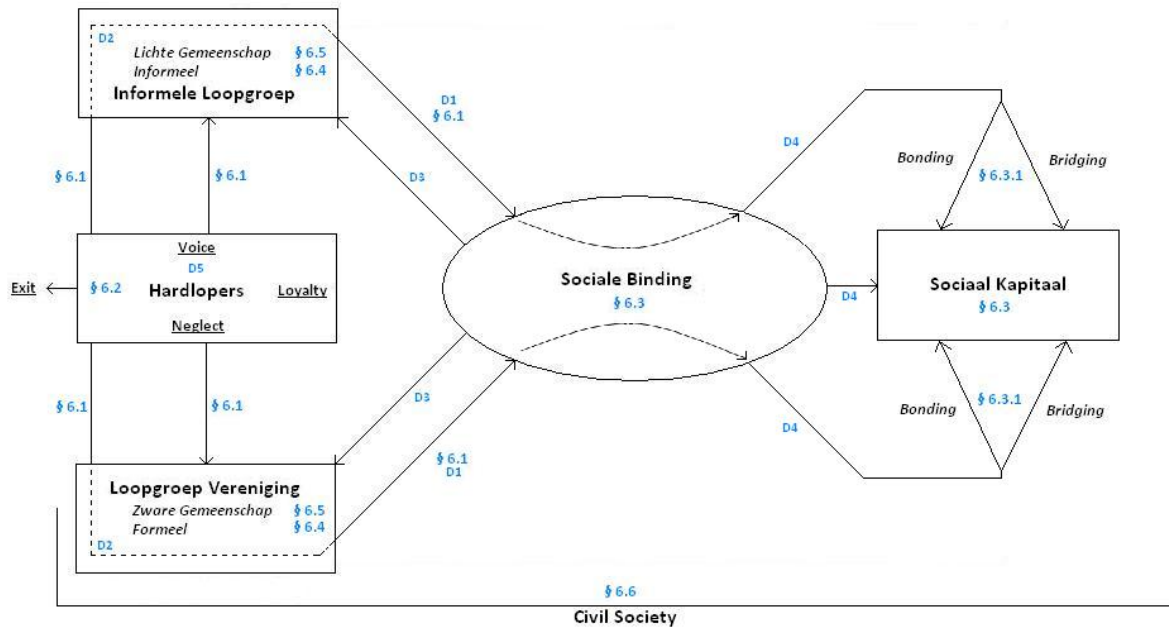 D2
Lichte Gemeenschap § 6.5
Informeel § 6.4
Informele Loopgroep
D1
§ 6.1
D3
D4
§ 6.1
§ 6.1
Bonding
§ 6.3.1
Bridging
Voice
D5
Exit
§ 6.2
Hardlopers
Loyalty
Neglect
Sociale Binding
§ 6.3
D4
Sociaal Kapitaal
§ 6.3
§ 6.1
§ 6.1
D3
Bonding
§ 6.3.1
Bridging
D4
§ 6.1
D1
Loopgroep Vereniging
Zware Gemeenschap § 6.5
Formeel § 6.4
D2
§ 6.6
Civil Society